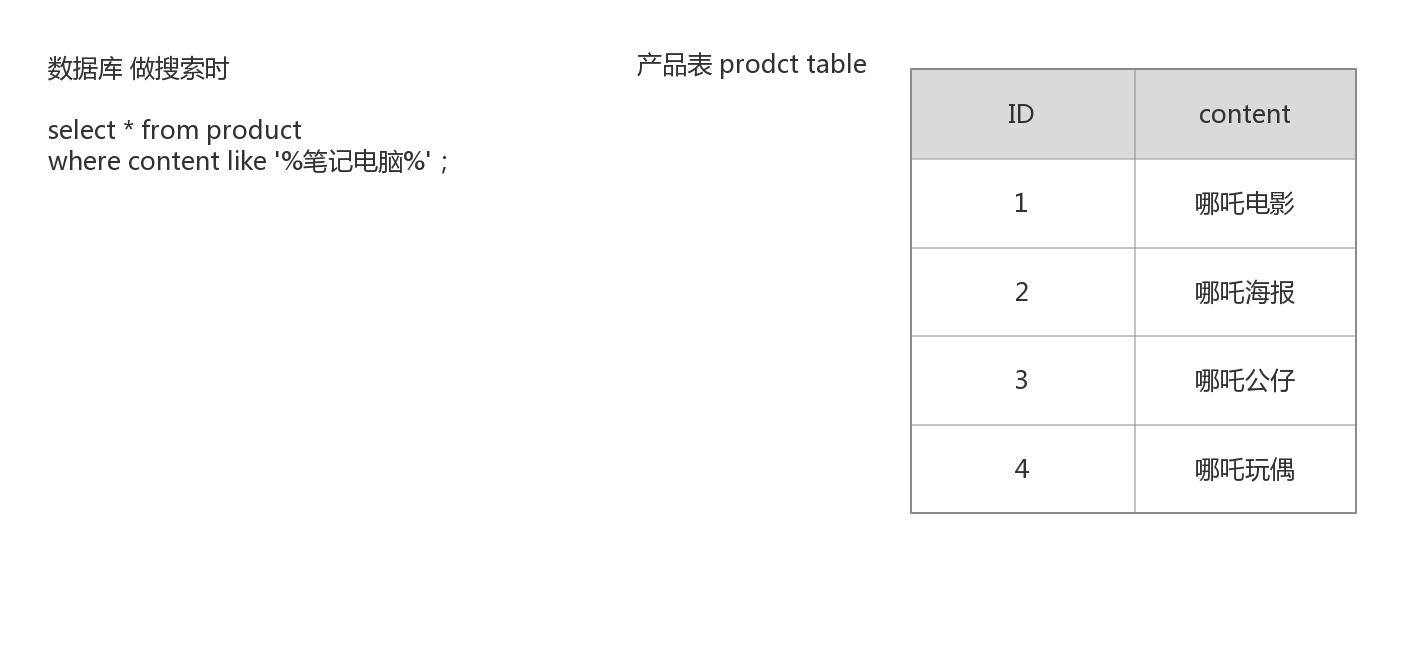 数据库 做搜索时
select * from product
where content like '%笔记电脑%' ;
产品表 prodct table
ID content
1 哪吒电影
2 哪吒海报
3 哪吒公仔
4 哪吒玩偶